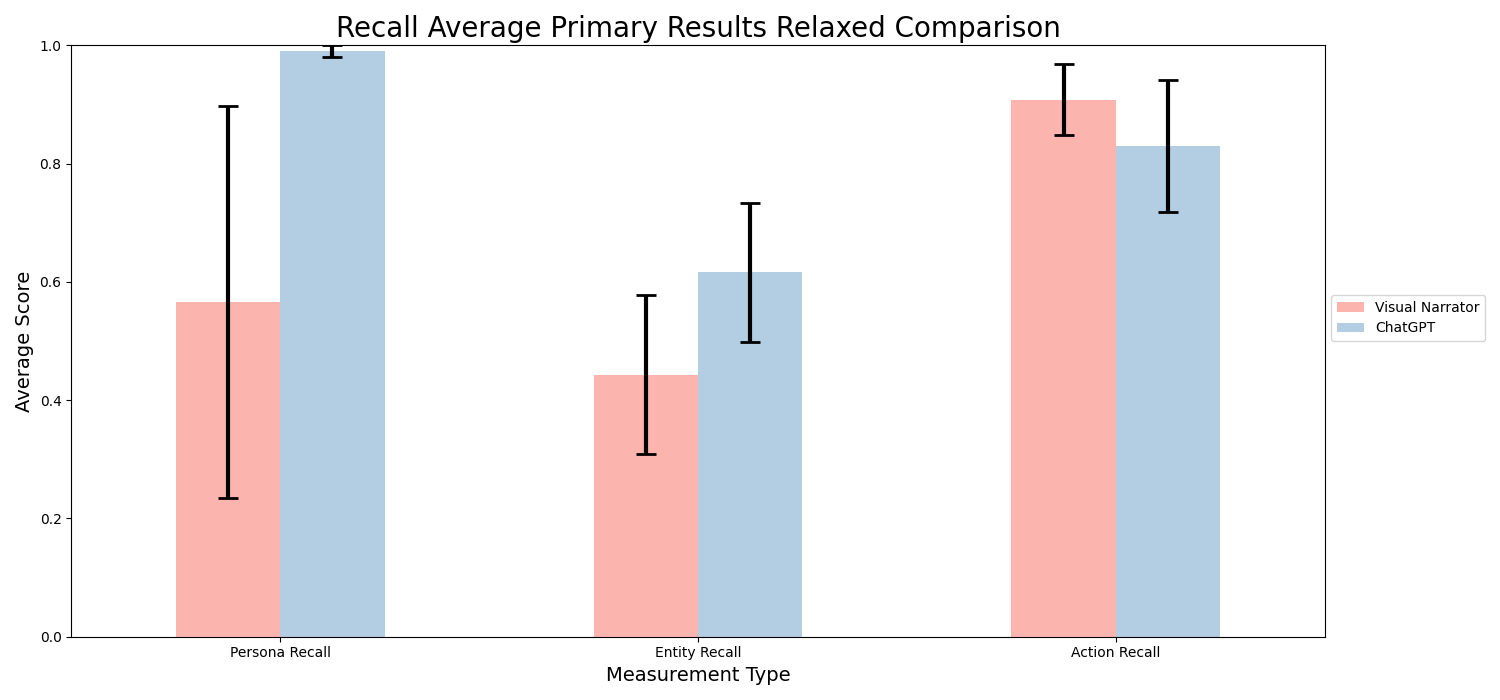 Recall Average Primary Results Relaxed Comparison
Average Score
1.0
0.8
0.6
0.4
0.2
0.0
Persona Recall
Entity Recall
Action Recall
Measurement Type
Visual Narrator
ChatGPT